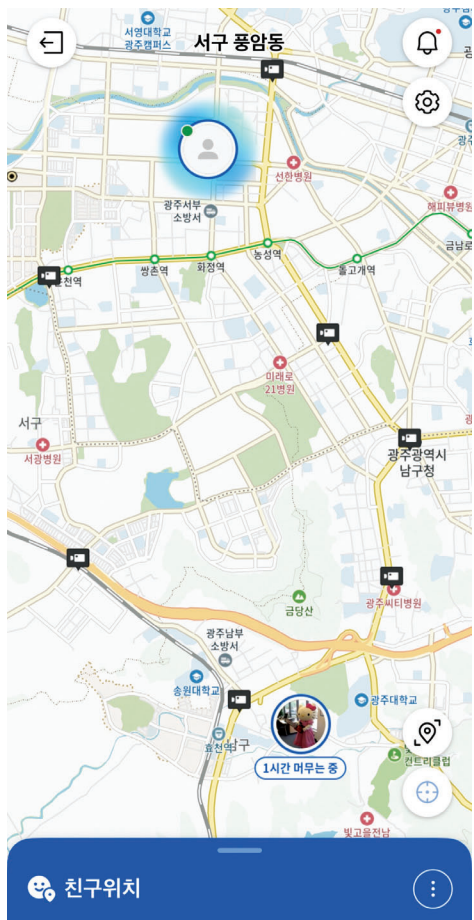 서영대학교
광주캠퍼스
서구 풍암동
선한병원
해피뷰병원
광주서부
소방서
농성역
금남로
쌍촌역
화정역
돌고개역
미래로
21병원
서구
서광병원
광주광역시
남구청
금당산
광주씨티병원
광주남부
소방서
송원대학교
광주대학교
효천역
남구
컨트리클럽
1시간 머무는 중
빛고을전남
친구위치